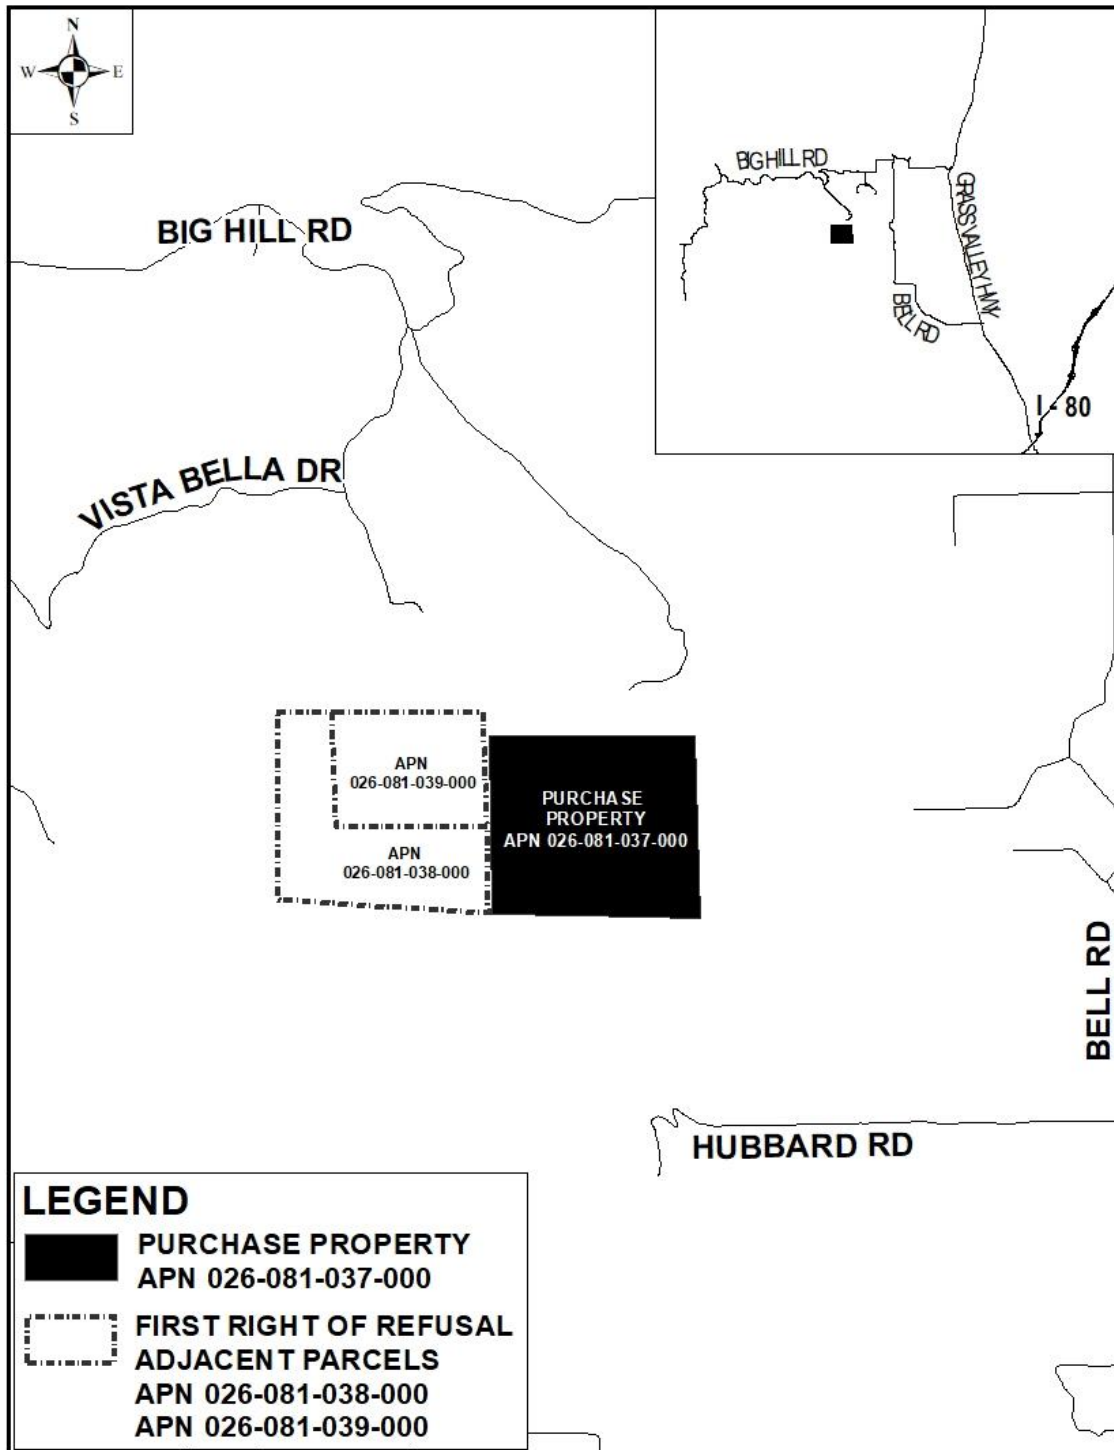 N
W E
S
BIG HILL RD
GRASS VALLEY HWY
BELL RD
I - 80
BIG HILL RD
VISTA BELLA DR
APN
026-081-039-000
PURCHASE
PROPERTY
APN 026-081-037-000
APN
026-081-038-000
BELL RD
HUBBARD RD
LEGEND
PURCHASE PROPERTY
APN 026-081-037-000
FIRST RIGHT OF REFUSAL
ADJACENT PARCELS
APN 026-081-038-000
APN 026-081-039-000